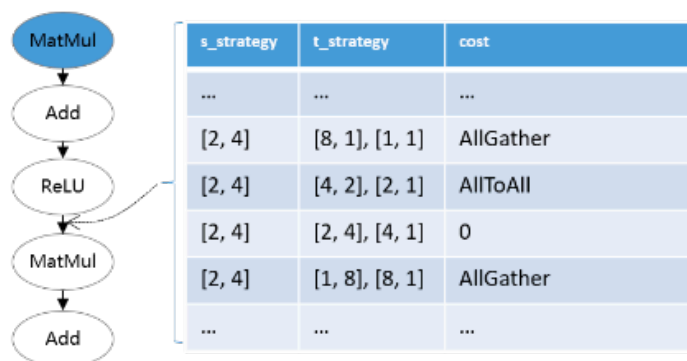 MatMul
Add
ReLU
MatMul
Add
s_strategy t_strategy cost
... ... ...
[2, 4] [8, 1], [1, 1] AllGather
[2, 4] [4, 2], [2, 1] AllToAll
[2, 4] [2, 4], [4, 1] 0
[2, 4] [1, 8], [8, 1] AllGather
... ... ...